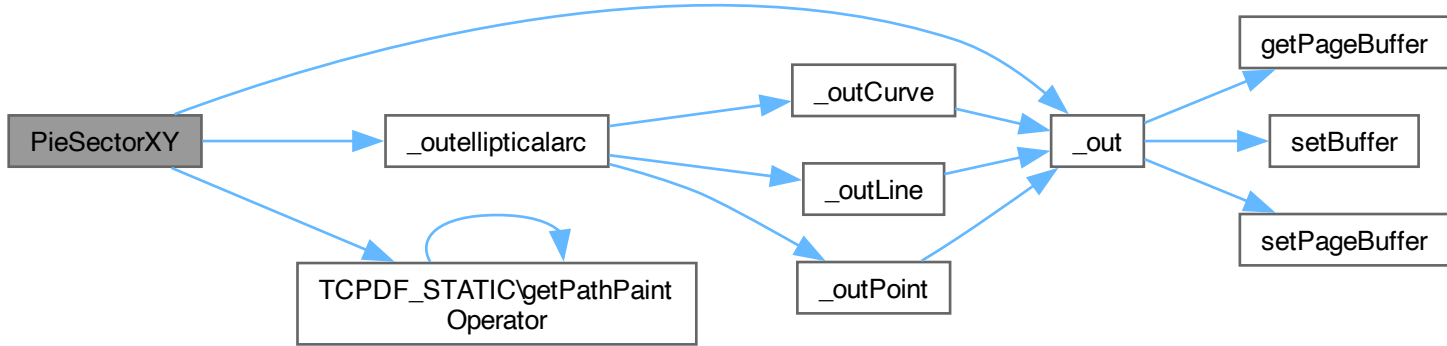 PieSectorXY
_outellipticalarc
TCPDF_STATIC\getPathPaint
Operator
_outCurve
_outLine
_outPoint
_out
getPageBuffer
setBuffer
setPageBuffer